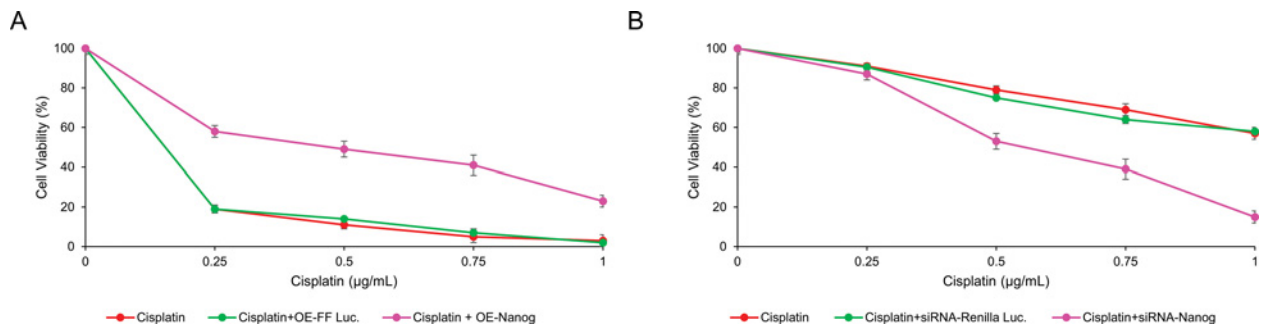 A
100
80
60
40
20
0
Cell Viability (%)
0 0.25 0.5 0.75 1
Cisplatin (µg/mL)
Cisplatin Cisplatin+OE-FF Luc. Cisplatin + OE-Nanog
B
100
80
60
40
20
0
Cell Viability (%)
0 0.25 0.5 0.75 1
Cisplatin (µg/mL)
Cisplatin Cisplatin+siRNA-Renilla Luc. Cisplatin+siRNA-Nanog